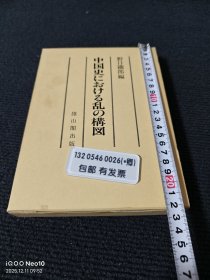 野口鐵郎編
中国史における乱の構図
雄山閣出版
132 0546 0026(+赠)
包邮 有发票
iQOO Neo10
2025.12.11 09:52